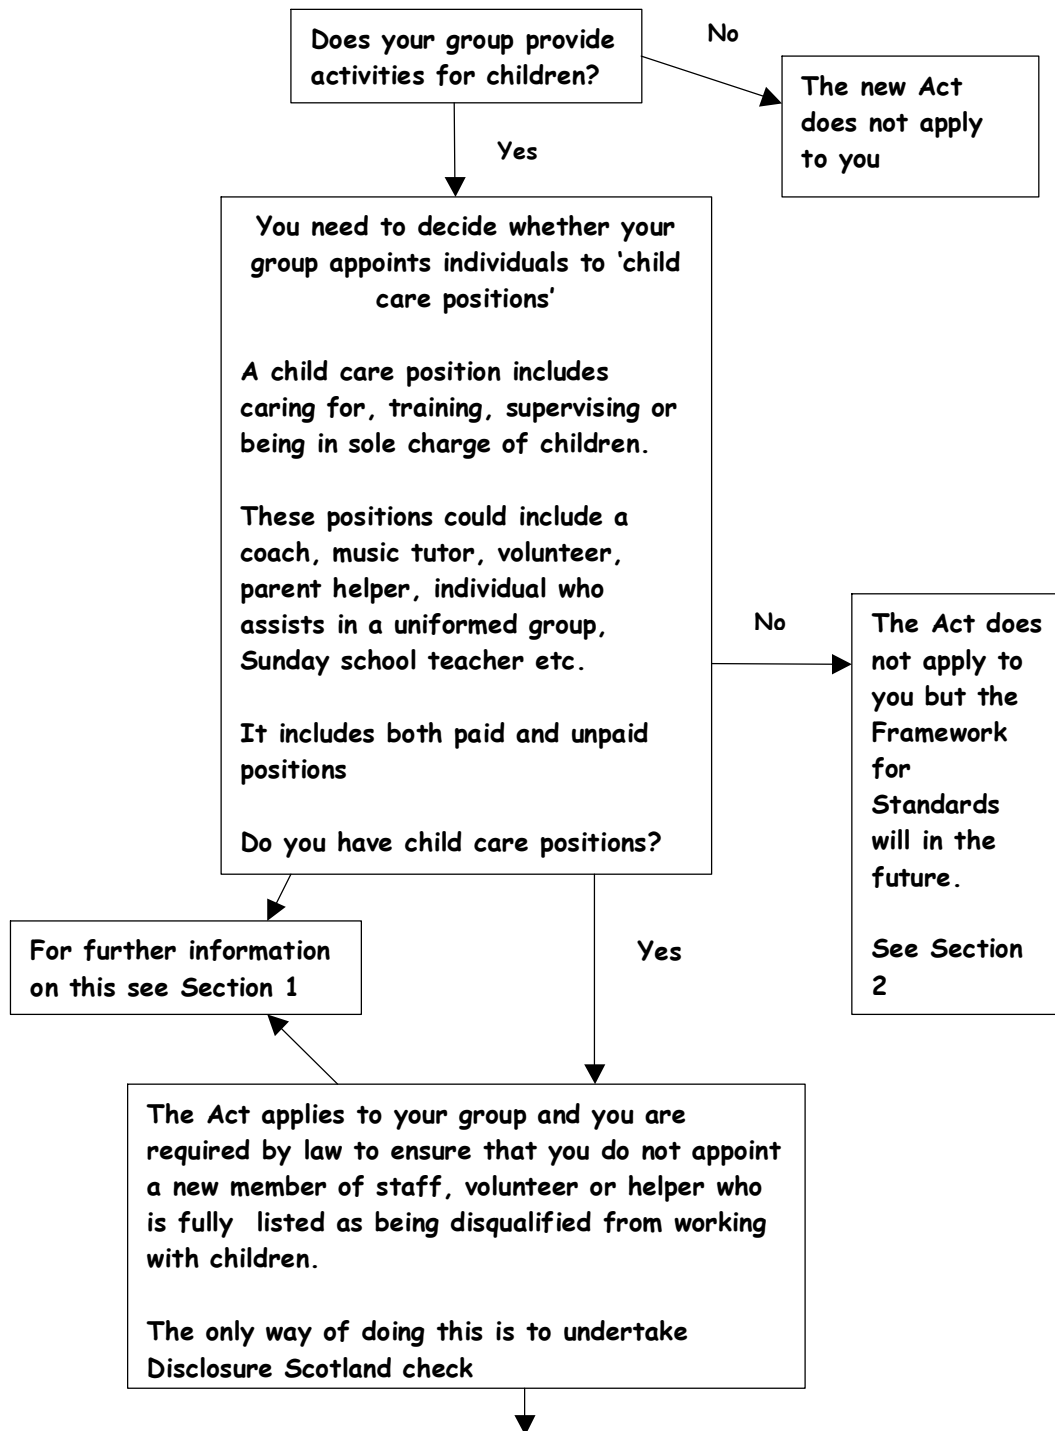 Does your group provide
activities for children?
No
The new Act
does not apply
to you
Yes
You need to decide whether your
group appoints individuals to ‘child
care positions’
A child care position includes
caring for, training, supervising or
being in sole charge of children.
These positions could include a
coach, music tutor, volunteer,
parent helper, individual who
assists in a uniformed group,
Sunday school teacher etc.
It includes both paid and unpaid
positions
Do you have child care positions?
No
The Act does
not apply to
you but the
Framework
for
Standards
will in the
future.
See Section
2
For further information
on this see Section 1
Yes
The Act applies to your group and you are
required by law to ensure that you do not appoint
a new member of staff, volunteer or helper who
is fully  listed as being disqualified from working
with children.
The only way of doing this is to undertake
Disclosure Scotland check